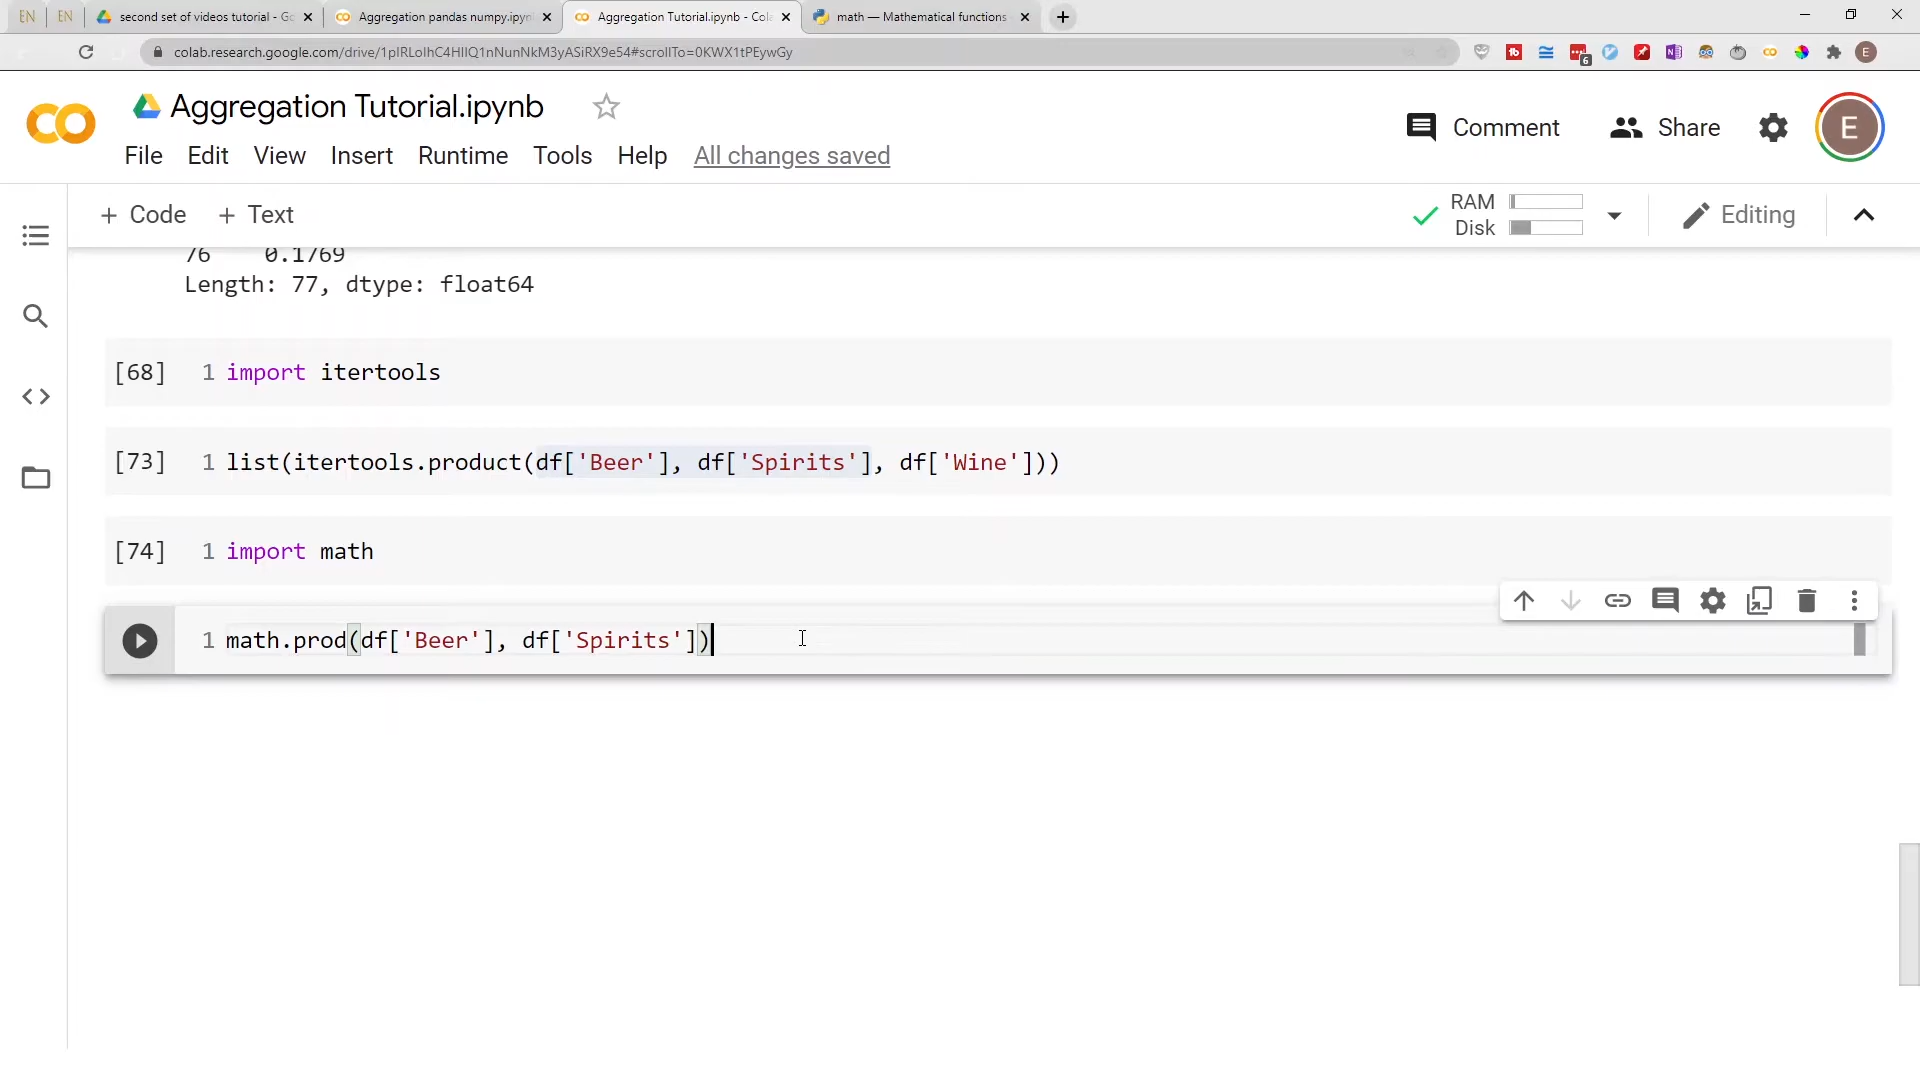 EN
EN
second set of videos tutorial - Go
Aggregation pandas numpy.ipyn
Aggregation Tutorial.ipynb - Cola
math — Mathematical functions
colab.research.google.com/drive/1pIRLoIhC4HIlQ1nNunNkM3yASiRX9e54#scrollTo=0KWX1tPEywGy
6
E
CO
Aggregation Tutorial.ipynb
Comment
Share
E
File Edit View Insert Runtime Tools Help All changes saved
+ Code + Text
RAM
Disk
Editing
76 0.1769
Length: 77, dtype: float64
[68] 1 import itertools
[73] 1 list(itertools.product(df['Beer'], df['Spirits'], df['Wine']))
[74] 1 import math
1 math.prod(df['Beer'], df['Spirits'])